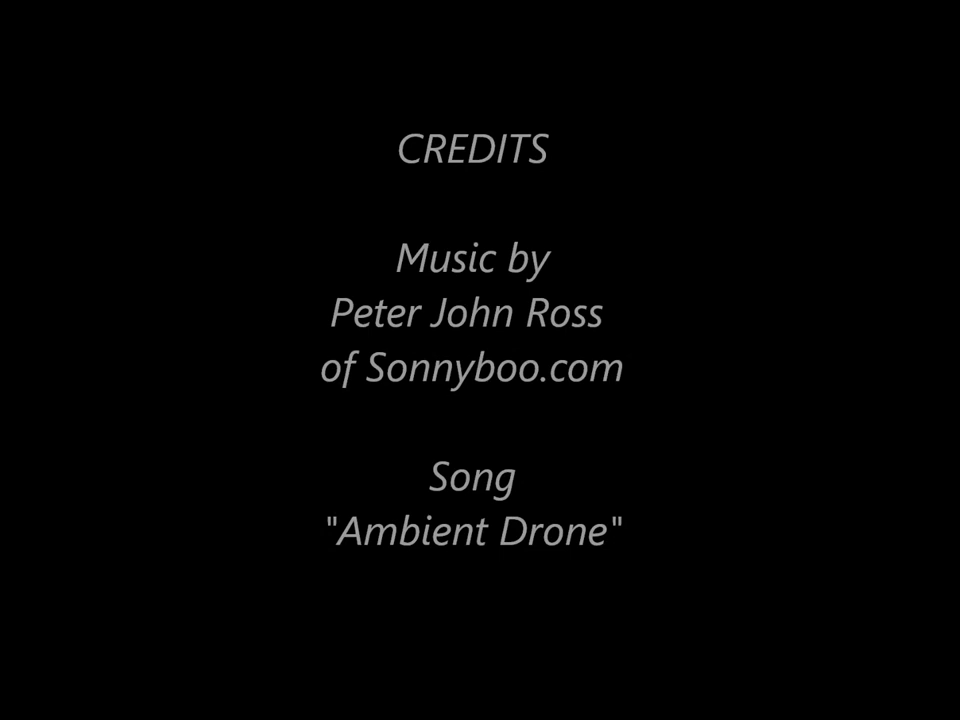 CREDITS
Music by
Peter John Ross
of Sonnyboo.com
Song
"Ambient Drone"